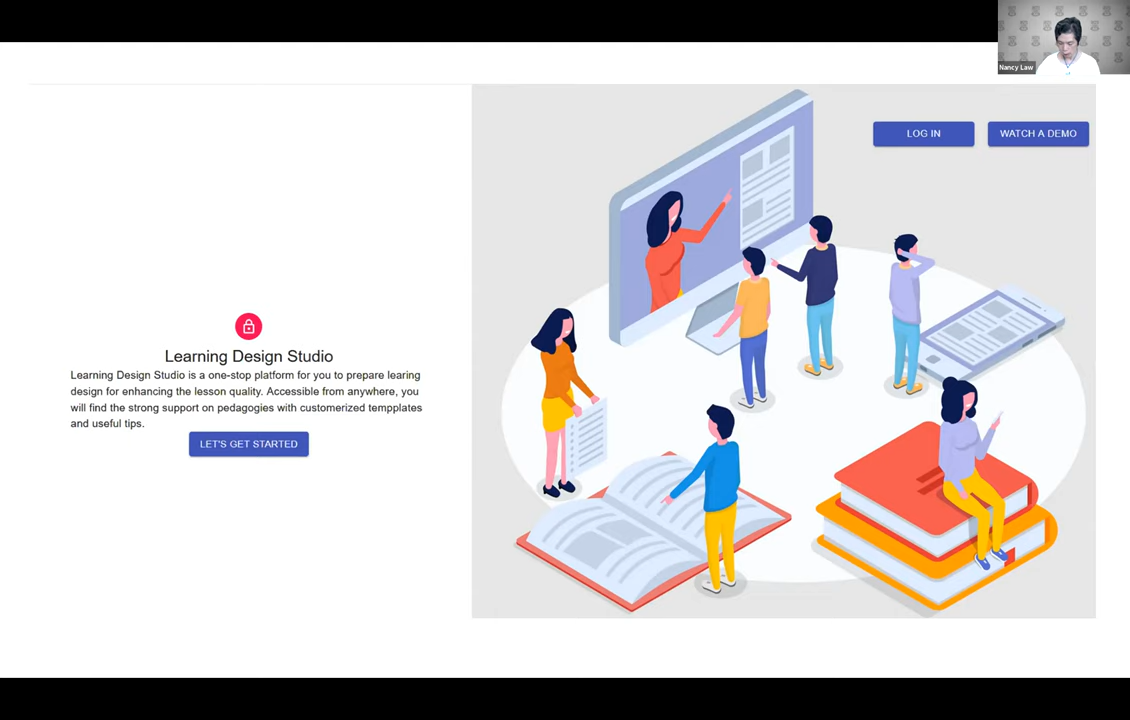 Nancy Law
LOG IN
WATCH A DEMO
Learning Design Studio
Learning Design Studio is a one-stop platform for you to prepare learing
design for enhancing the lesson quality. Accessible from anywhere, you
will find the strong support on pedagogies with customerized tempplates
and useful tips.
LET'S GET STARTED